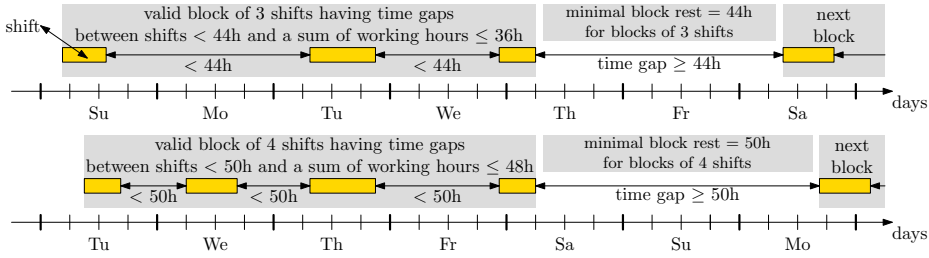 valid block of 3 shifts having time gaps
between shifts < 44h and a sum of working hours ≤ 36h
minimal block rest = 44h
for blocks of 3 shifts
next
block
shift
< 44h
< 44h
time gap ≥ 44h
Su
Mo
Tu
We
Th
Fr
Sa
days
valid block of 4 shifts having time gaps
between shifts < 50h and a sum of working hours ≤ 48h
minimal block rest = 50h
for blocks of 4 shifts
next
block
< 50h
< 50h
< 50h
time gap ≥ 50h
Tu
We
Th
Fr
Sa
Su
Mo
days